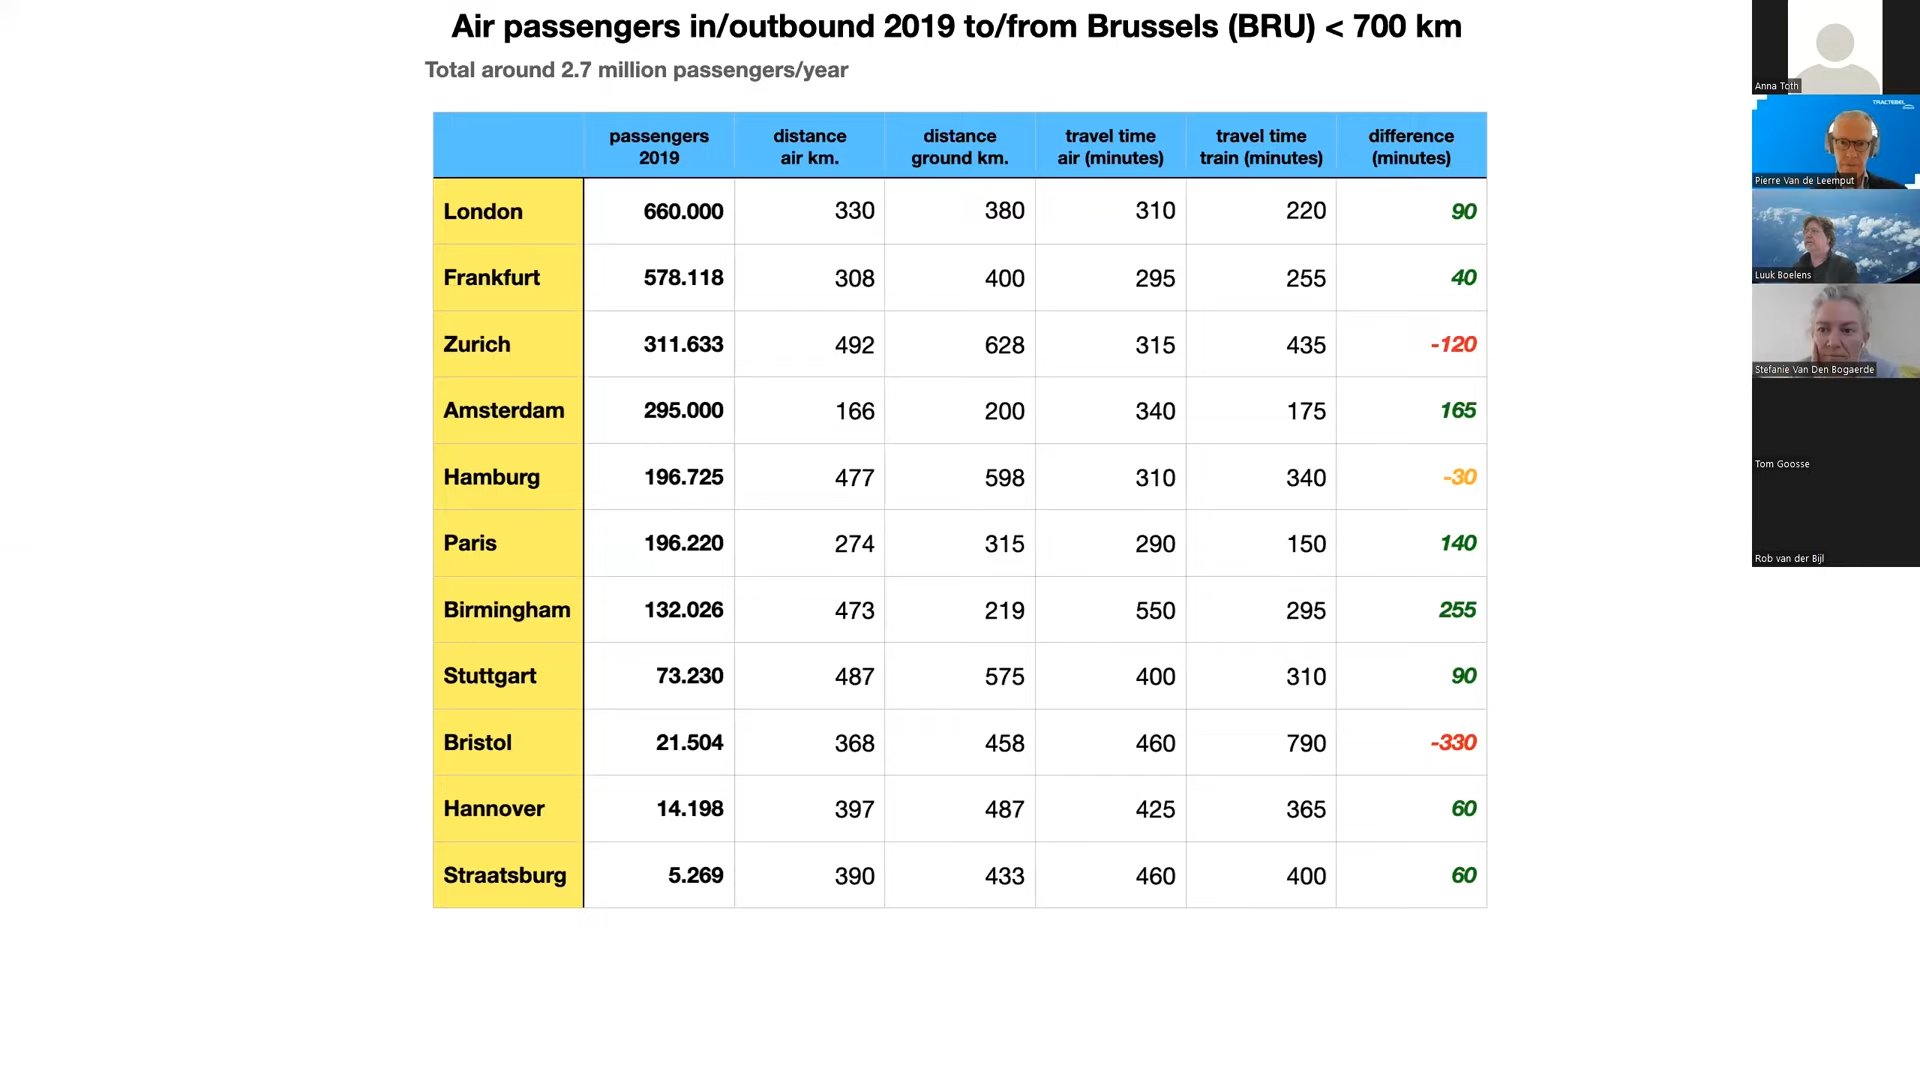 Air passengers in/outbound 2019 to/from Brussels (BRU) < 700 km
Total around 2.7 million passengers/year
passengers 2019 distance air km. distance ground km. travel time air (minutes) travel time train (minutes) difference (minutes)
London 660.000 330 380 310 220 90
Frankfurt 578.118 308 400 295 255 40
Zurich 311.633 492 628 315 435 -120
Amsterdam 295.000 166 200 340 175 165
Hamburg 196.725 477 598 310 340 -30
Paris 196.220 274 315 290 150 140
Birmingham 132.026 473 219 550 295 255
Stuttgart 73.230 487 575 400 310 90
Bristol 21.504 368 458 460 790 -330
Hannover 14.198 397 487 425 365 60
Straatsburg 5.269 390 433 460 400 60
Anna Toth
TRACTEBEL
Pierre Van de Leemput
Luuk Boelens
Stefanie Van Den Bogaerde
Tom Goosse
Rob van der Bijl